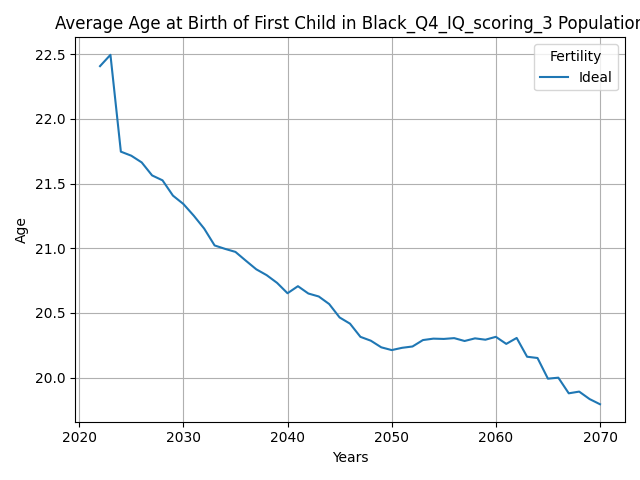 Average Age at Birth of First Child in Black_Q4_IQ_scoring_3 Population
Fertility
Ideal
22.5
22.0
21.5
21.0
20.5
20.0
Age
2020 2030 2040 2050 2060 2070
Years